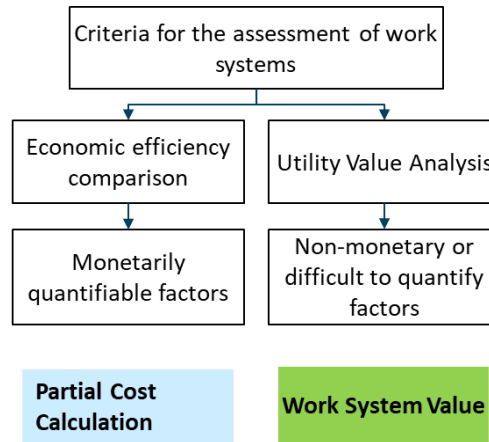 Criteria for the assessment of work
systems
Economic efficiency
comparison
Utility Value Analysis
Monetarily
quantifiable factors
Non-monetary or
difficult to quantify
factors
Partial Cost
Calculation
Work System Value